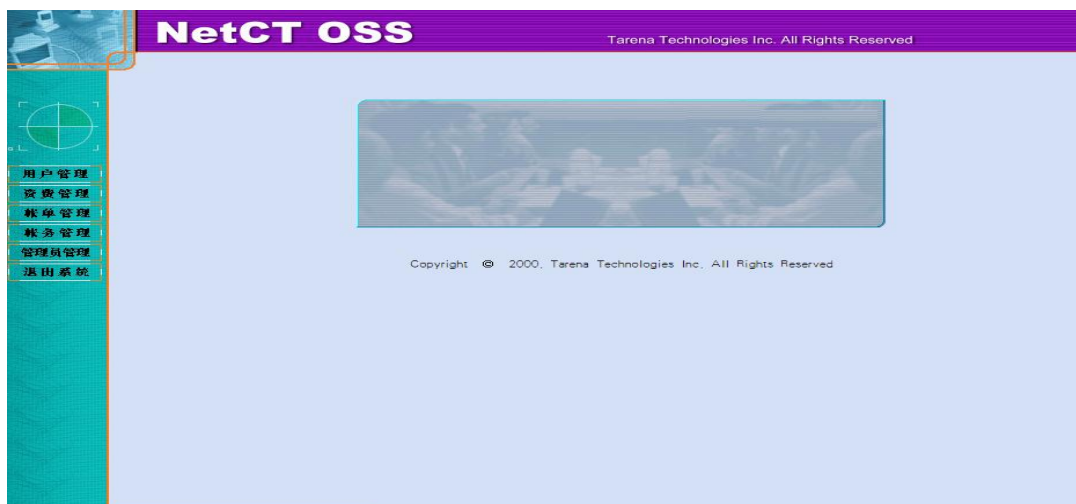 NetCT OSS
Tarena Technologies Inc. All Rights Reserved
用户管理
资费管理
帐单管理
帐务管理
管理员管理
退出系统
Copyright © 2000, Tarena Technologies Inc, All Rights Reserved